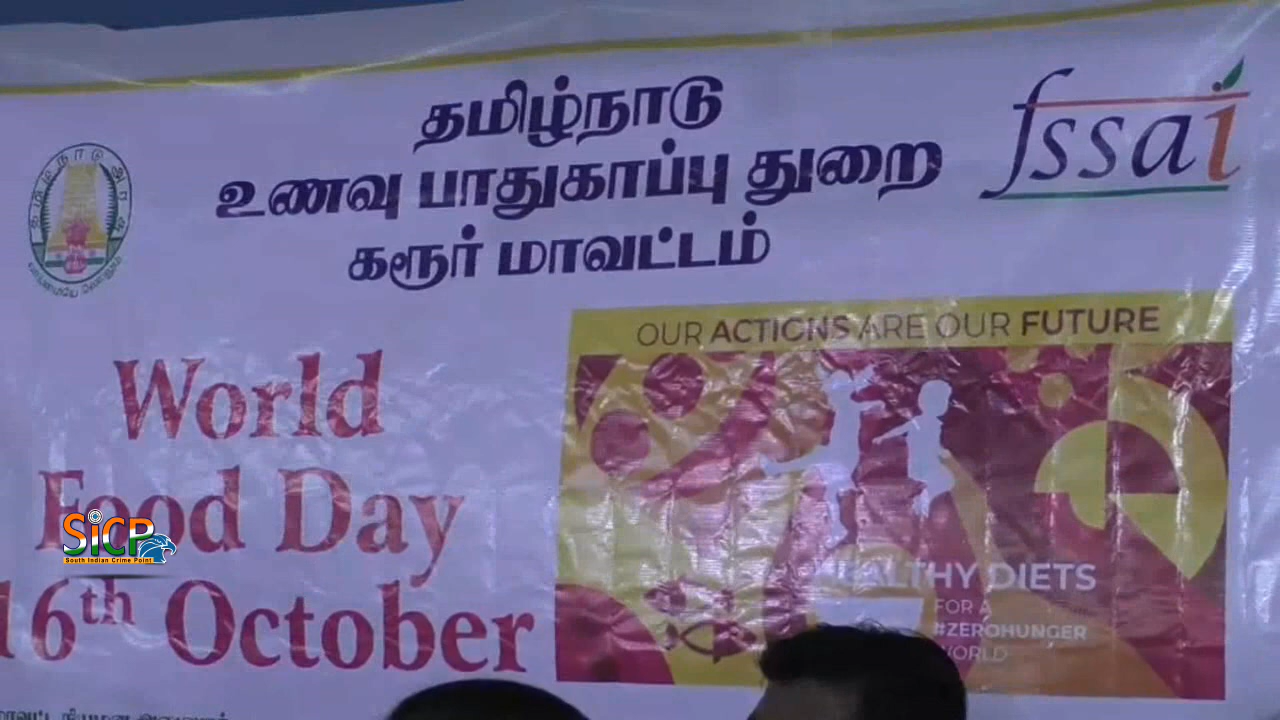 தமிழ்நாடு
உணவு பாதுகாப்பு துறை
கரூர் மாவட்டம்
fssai
OUR ACTIONS ARE OUR FUTURE
World
Food Day
16th October
HEALTHY DIETS
FOR A
#ZEROHUNGER
WORLD
SiCP
South Indian Crime Point